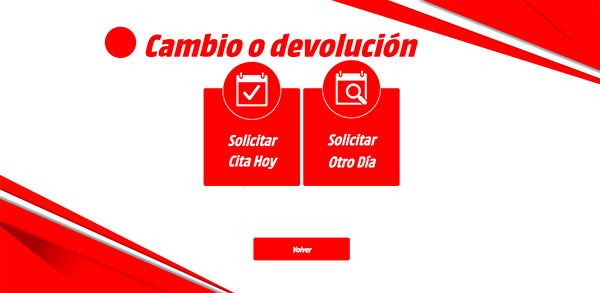 Cambio o devolución
Solicitar
Cita Hoy
Solicitar
Otro Día
Volver